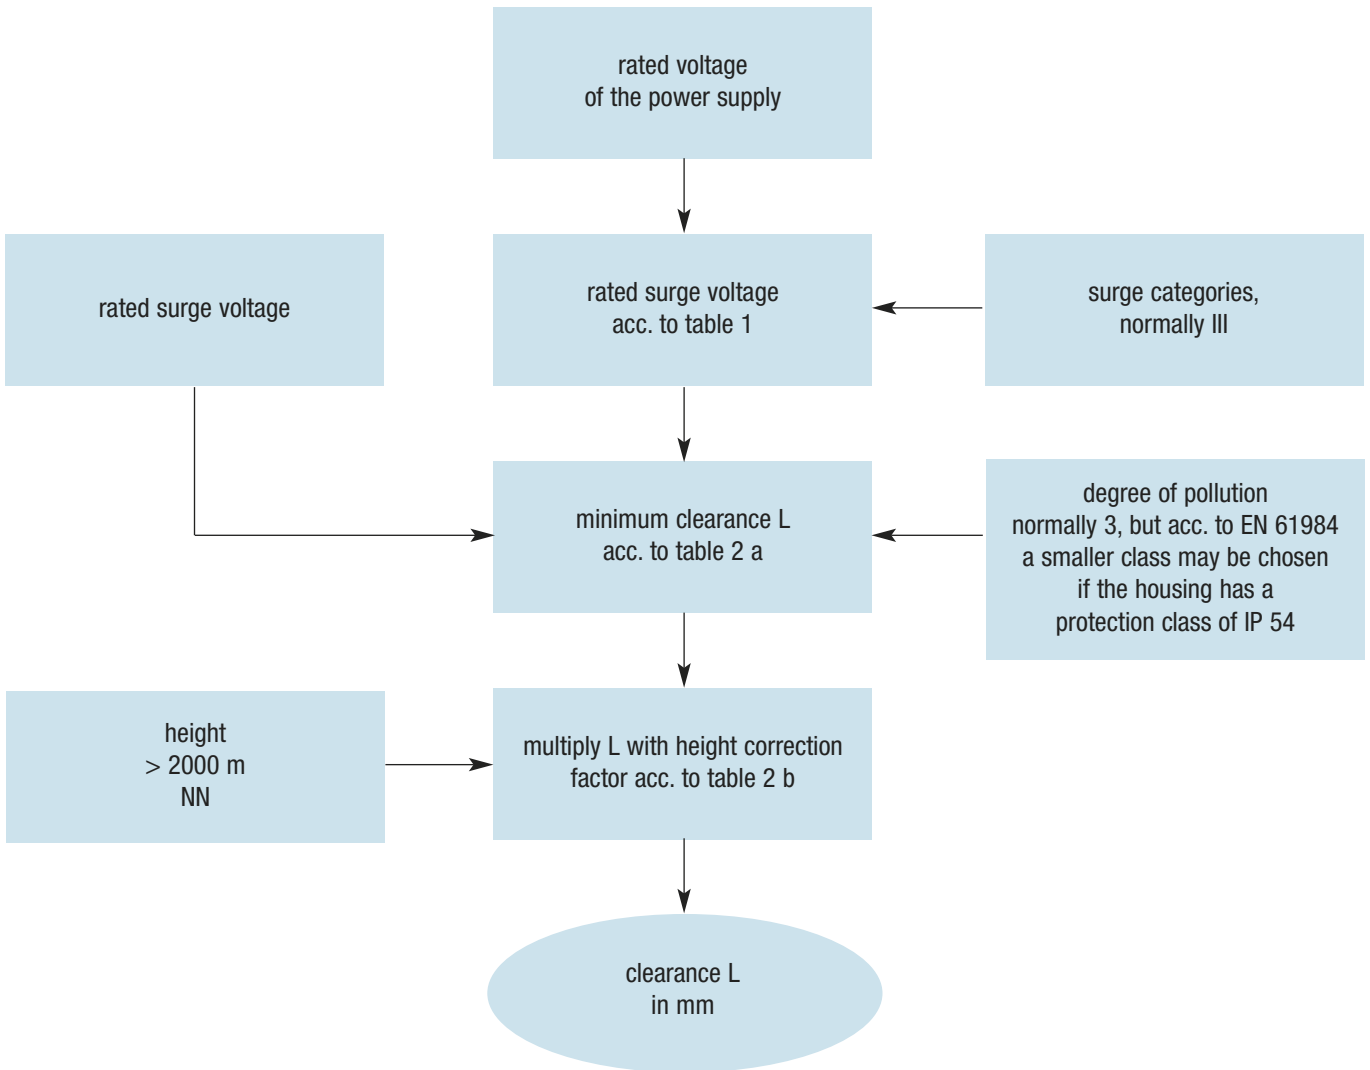 rated voltage
of the power supply
rated surge voltage
rated surge voltage
acc. to table 1
surge categories,
normally III
minimum clearance L
acc. to table 2 a
degree of pollution
normally 3, but acc. to EN 61984
a smaller class may be chosen
if the housing has a
protection class of IP 54
height
> 2000 m
NN
multiply L with height correction
factor acc. to table 2 b
clearance L
in mm